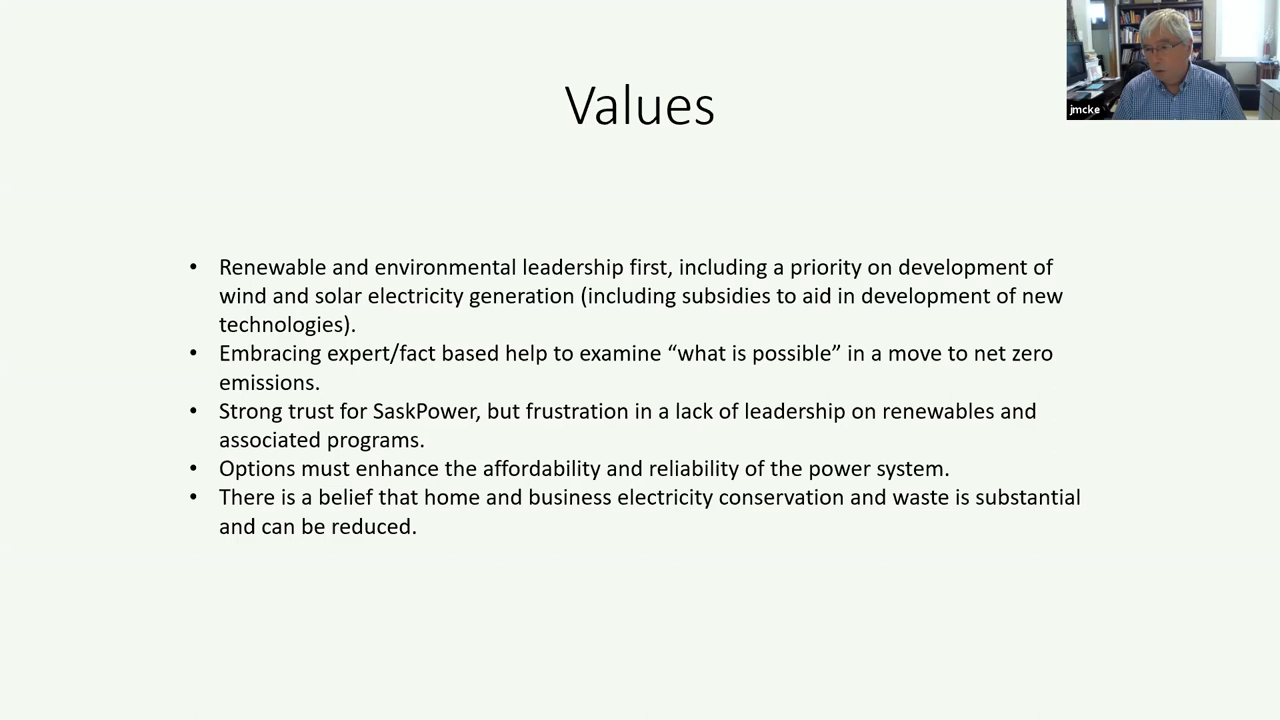 jmcke
Values
• Renewable and environmental leadership first, including a priority on development of
wind and solar electricity generation (including subsidies to aid in development of new
technologies).
• Embracing expert/fact based help to examine “what is possible” in a move to net zero
emissions.
• Strong trust for SaskPower, but frustration in a lack of leadership on renewables and
associated programs.
• Options must enhance the affordability and reliability of the power system.
• There is a belief that home and business electricity conservation and waste is substantial
and can be reduced.